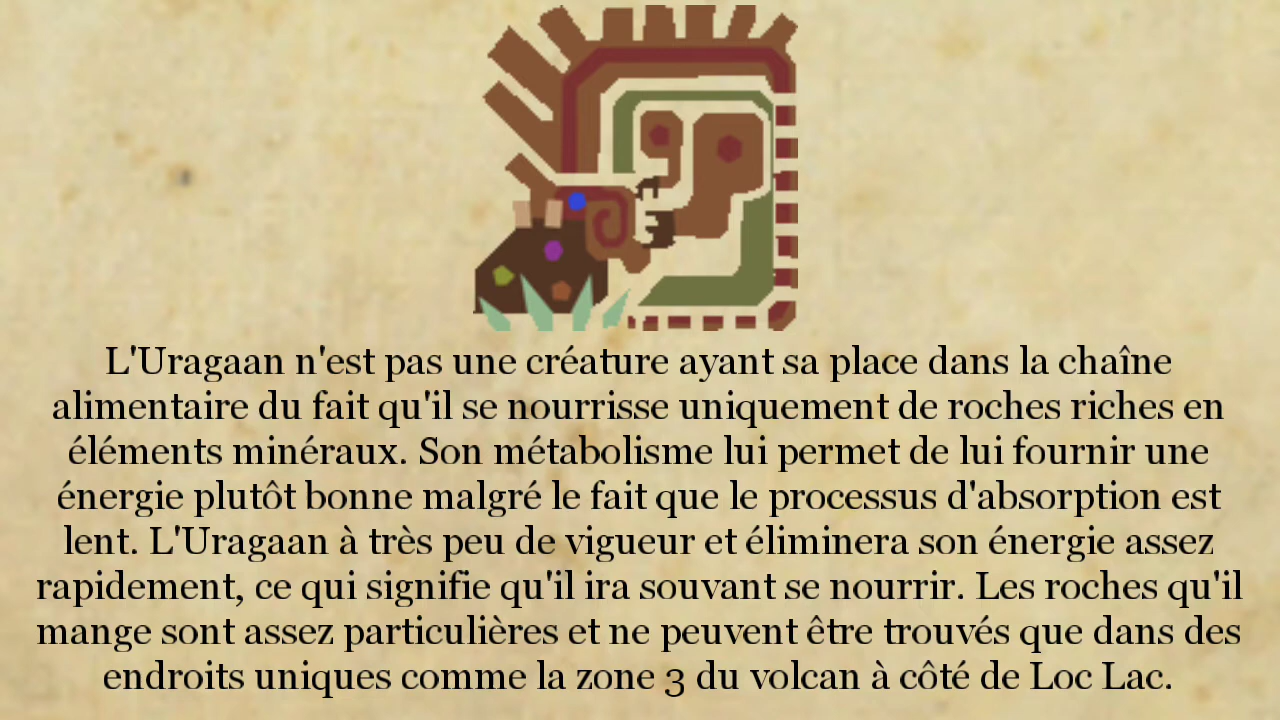 L'Uragaan n'est pas une créature ayant sa place dans la chaîne
alimentaire du fait qu'il se nourrisse uniquement de roches riches en
éléments minéraux. Son métabolisme lui permet de lui fournir une
énergie plutôt bonne malgré le fait que le processus d'absorption est
lent. L'Uragaan à très peu de vigueur et éliminera son énergie assez
rapidement, ce qui signifie qu'il ira souvant se nourrir. Les roches qu'il
mange sont assez particulières et ne peuvent être trouvés que dans des
endroits uniques comme la zone 3 du volcan à côté de Loc Lac.